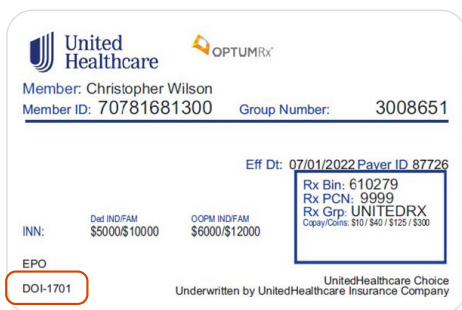 United
Healthcare
OPTUMRx®
Member: Christopher Wilson
Member ID: 70781681300 Group Number: 3008651
Eff Dt: 07/01/2022 Payer ID 87726
Rx Bin: 610279
Rx PCN: 9999
Rx Grp: UNITEDRX
Copay/Coins: $10 / $40 / $125 / $300
Ded IND/FAM OOPM IND/FAM
INN: $5000/$10000 $6000/$12000
EPO
DOI-1701
UnitedHealthcare Choice
Underwritten by UnitedHealthcare Insurance Company